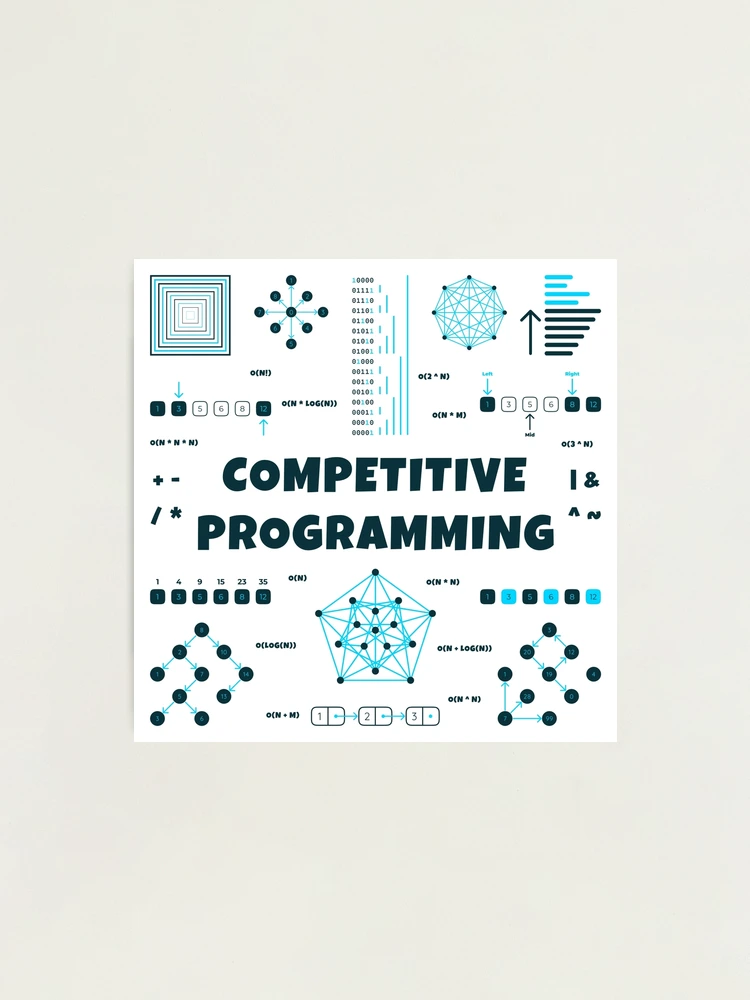 1
8 2
7 0 3
6 4
5
10000
01111
01110
01101
01100
01011
01010
01001
01000
00111
00110
00101
00100
00011
00010
00001
O(N!)
O(2 ^ N)
Left Right
1 3 5 6 8 12
O(N * LOG(N))
1 3 5 6 8 12
Mid
O(N * M)
O(N * N * N)
O(3 ^ N)
+ -
/ *
COMPETITIVE
PROGRAMMING
| &
^ ~
1 4 9 15 23 35
1 3 5 6 8 12
O(N)
O(N * N)
1 3 5 6 8 12
8
2 10
1 7 14
5 13
3 6
O(LOG(N))
O(N + LOG(N))
O(N + M)
1 2 3
O(N ^ N)
3
20 12
1 19 4
28 0
7 99